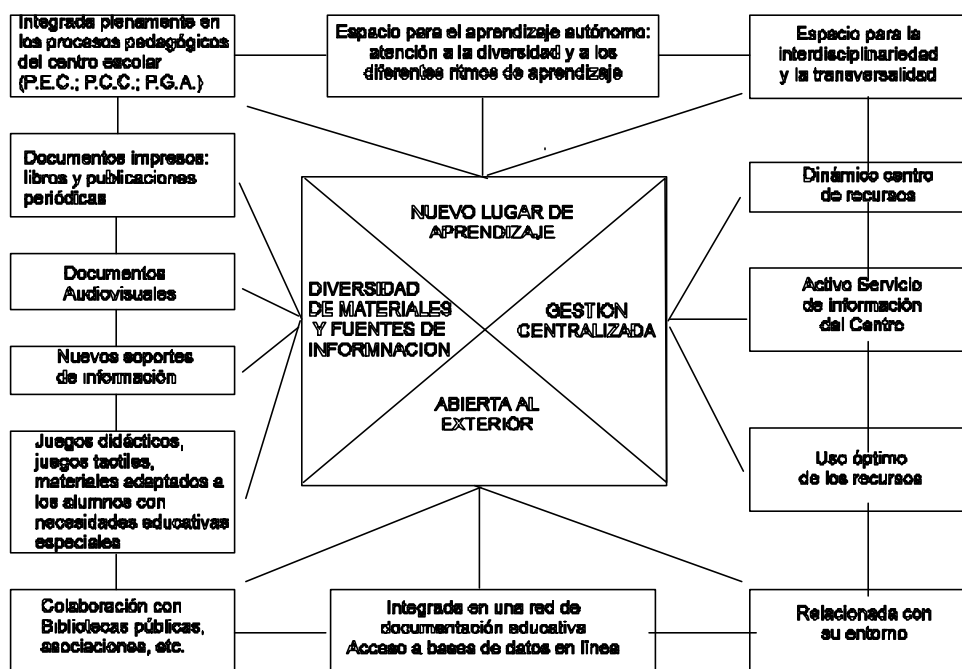 Integrada plenamente en
los procesos pedagógicos
del centro escolar
(P.E.C.; P.C.C.; P.G.A.)
Espacio para el aprendizaje autónomo:
atención a la diversidad y a los
diferentes ritmos de aprendizaje
Espacio para la
interdisciplinariedad
y la transversalidad
Documentos impresos:
libros y publicaciones
periódicas
Documentos
Audiovisuales
Nuevos soportes
de información
Juegos didácticos,
juegos tactiles,
materiales adaptados a
los alumnos con
necesidades educativas
especiales
NUEVO LUGAR DE
APRENDIZAJE
DIVERSIDAD
DE MATERIALES
Y FUENTES DE
INFORMNACION
GESTION
CENTRALIZADA
ABIERTA AL
EXTERIOR
Dinámico centro
de recursos
Activo Servicio
de información
del Centro
Uso óptimo
de los recursos
Colaboración con
Bibliotecas públicas,
asociaciones, etc.
Integrada en una red de
documentación educativa
Acceso a bases de datos en línea
Relacionada con
su entorno